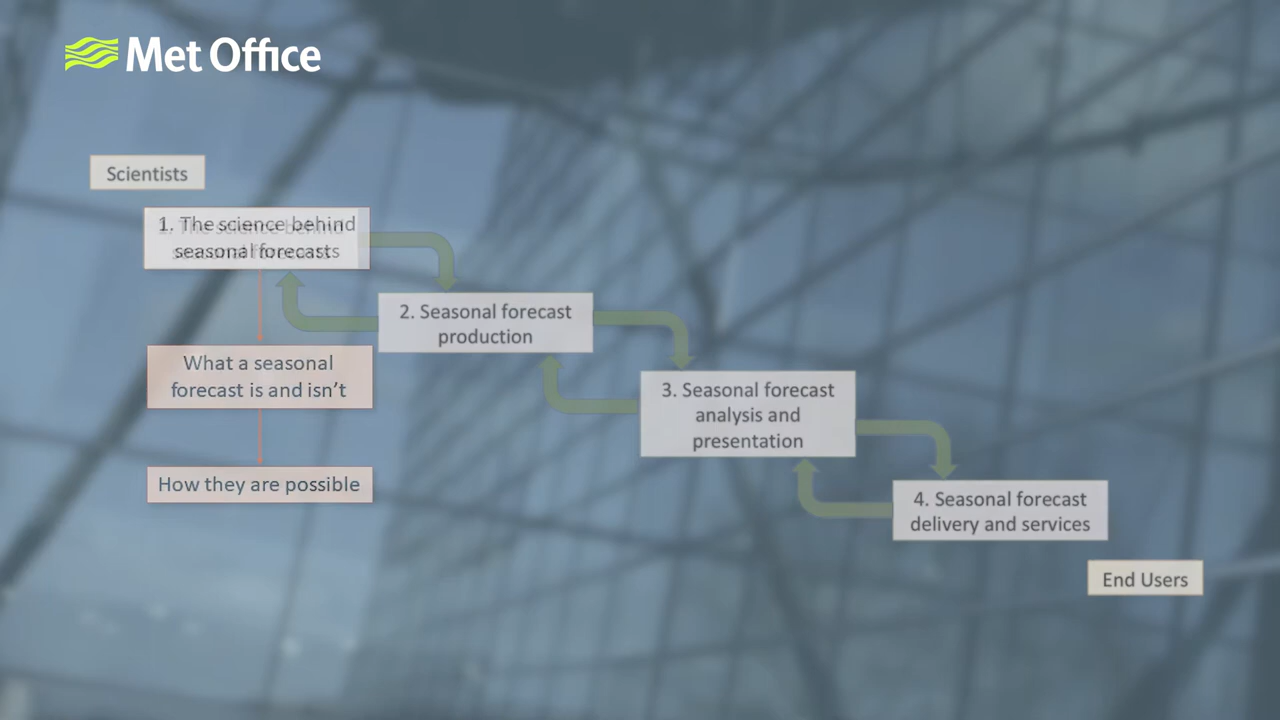 Met Office
Scientists
1. The science behind
seasonal forecasts
2. Seasonal forecast
production
What a seasonal
forecast is and isn’t
3. Seasonal forecast
analysis and
presentation
How they are possible
4. Seasonal forecast
delivery and services
End Users